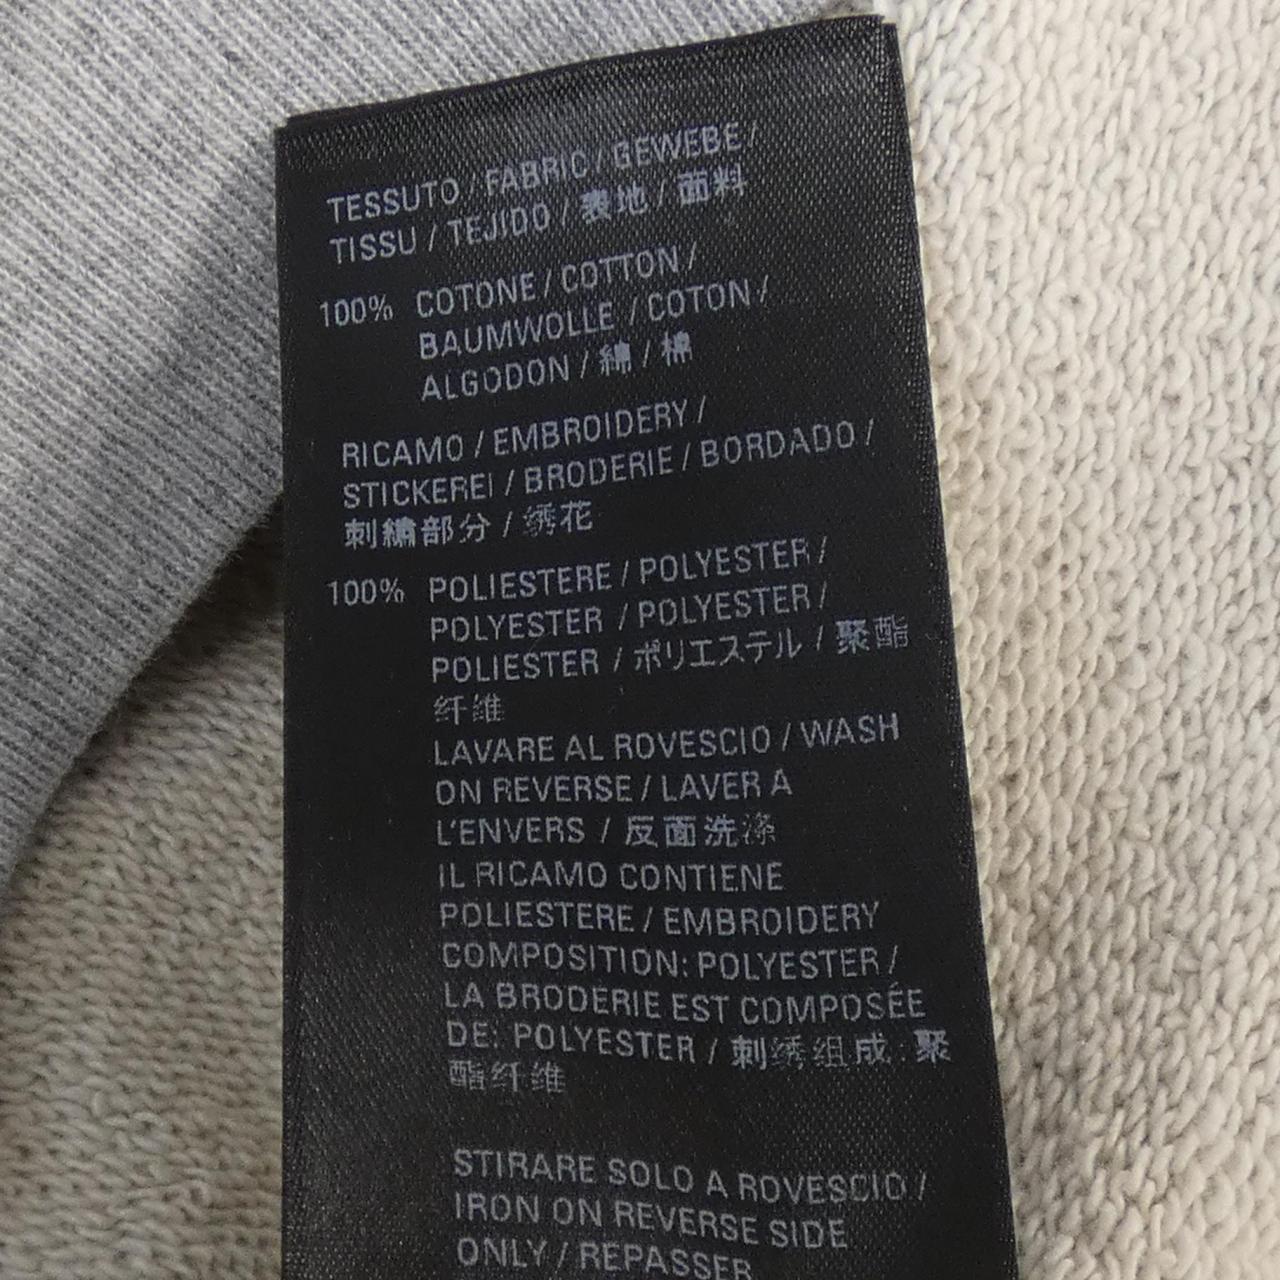 TESSUTO / FABRIC / GEWEBE /
TISSU / TEJIDO / 表地 / 面料
100% COTONE / COTTON /
BAUMWOLLE / COTON /
ALGODON / 綿 / 棉
RICAMO / EMBROIDERY /
STICKEREI / BRODERIE / BORDADO /
刺繍部分 / 绣花
100% POLIESTERE / POLYESTER /
POLYESTER / POLYESTER /
POLIESTER / ポリエステル / 聚酯
纤维
LAVARE AL ROVESCIO / WASH
ON REVERSE / LAVER A
L'ENVERS / 反面洗涤
IL RICAMO CONTIENE
POLIESTERE / EMBROIDERY
COMPOSITION: POLYESTER /
LA BRODERIE EST COMPOSÉE
DE: POLYESTER / 刺绣组成: 聚
酯纤维
STIRARE SOLO A ROVESCIO /
IRON ON REVERSE SIDE
ONLY / REPASSER